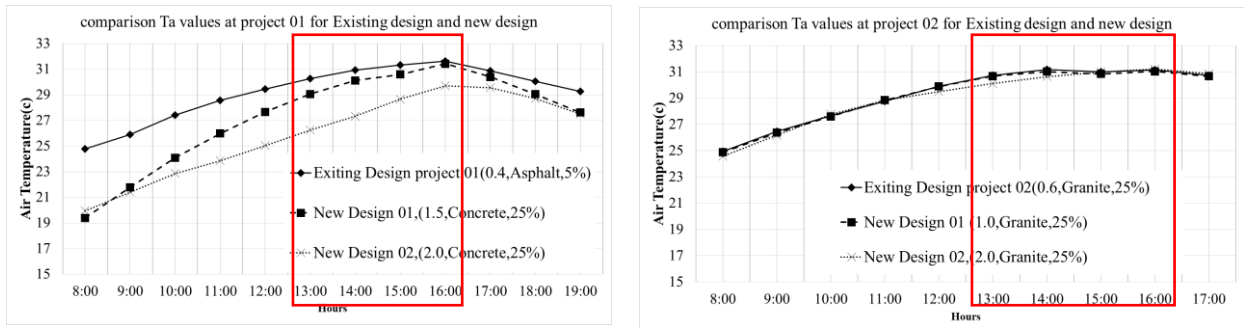 comparison Ta values at project 01 for Existing design and new design
33
31
29
27
25
23
21
19
17
15
Air Temperature(c)
Exiting Design project 01(0.4,Asphalt,5%)
New Design 01,(1.5,Concrete,25%)
New Design 02,(2.0,Concrete,25%)
8:00 9:00 10:00 11:00 12:00 13:00 14:00 15:00 16:00 17:00 18:00 19:00
Hours
comparison Ta values at project 02 for Existing design and new design
33
31
29
27
25
23
21
19
17
15
Air Temperature(c)
Exiting Design project 02(0.6,Granite,25%)
New Design 01 (1.0,Granite,25%)
New Design 02,(2.0,Granite,25%)
8:00 9:00 10:00 11:00 12:00 13:00 14:00 15:00 16:00 17:00
Hours